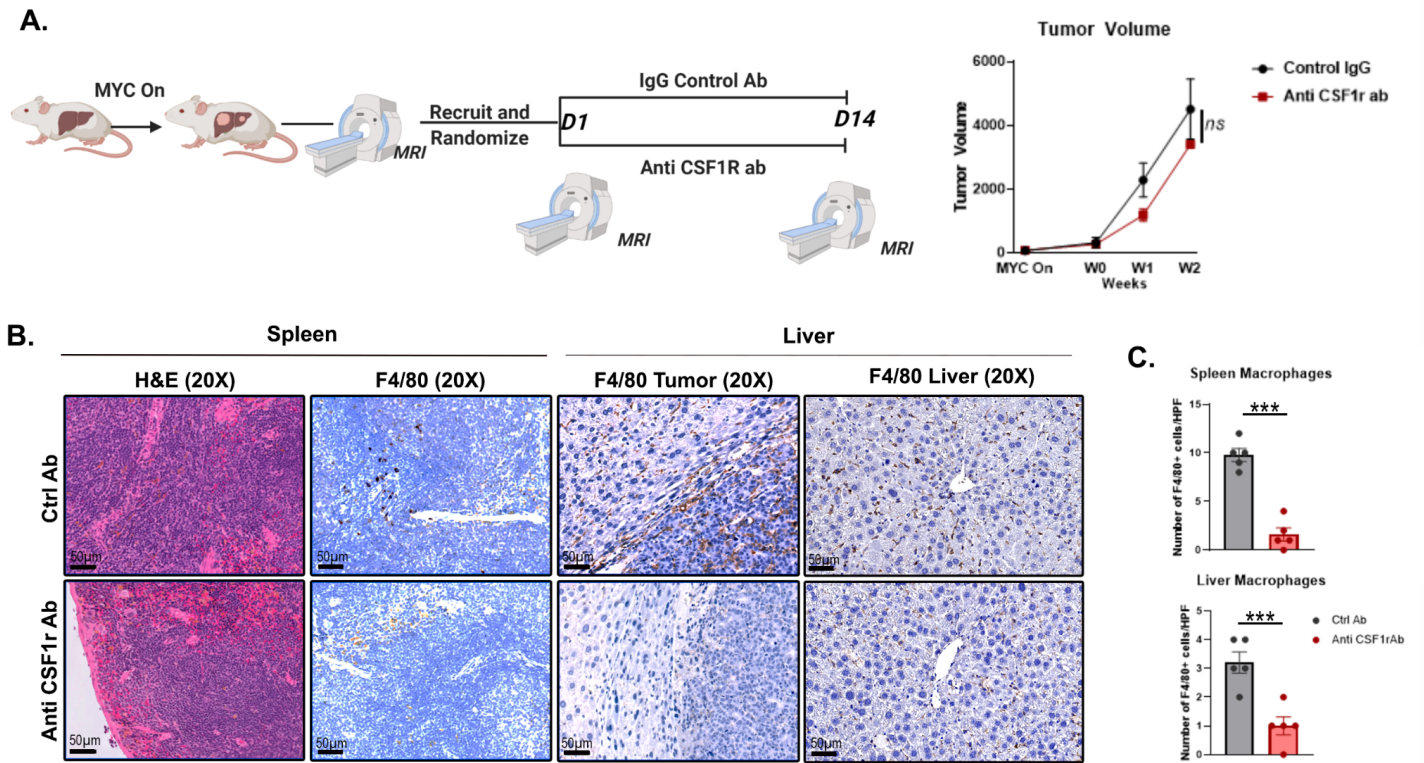 A.
MYC On
MRI
Recruit and
Randomize
IgG Control Ab
D1
D14
Anti CSF1R ab
MRI
MRI
Tumor Volume
Tumor Volume
6000
4000
2000
0
MYC On
W0
W1
W2
Weeks
ns
Control IgG
Anti CSF1r ab
B.
Spleen
Liver
H&E (20X)
F4/80 (20X)
F4/80 Tumor (20X)
F4/80 Liver (20X)
Ctrl Ab
50µm
50µm
50µm
50µm
Anti CSF1r Ab
50µm
50µm
50µm
50µm
C.
Spleen Macrophages
Number of F4/80+ cells/HPF
15
10
5
0
***
Liver Macrophages
Number of F4/80+ cells/HPF
5
4
3
2
1
0
***
Ctrl Ab
Anti CSF1rAb